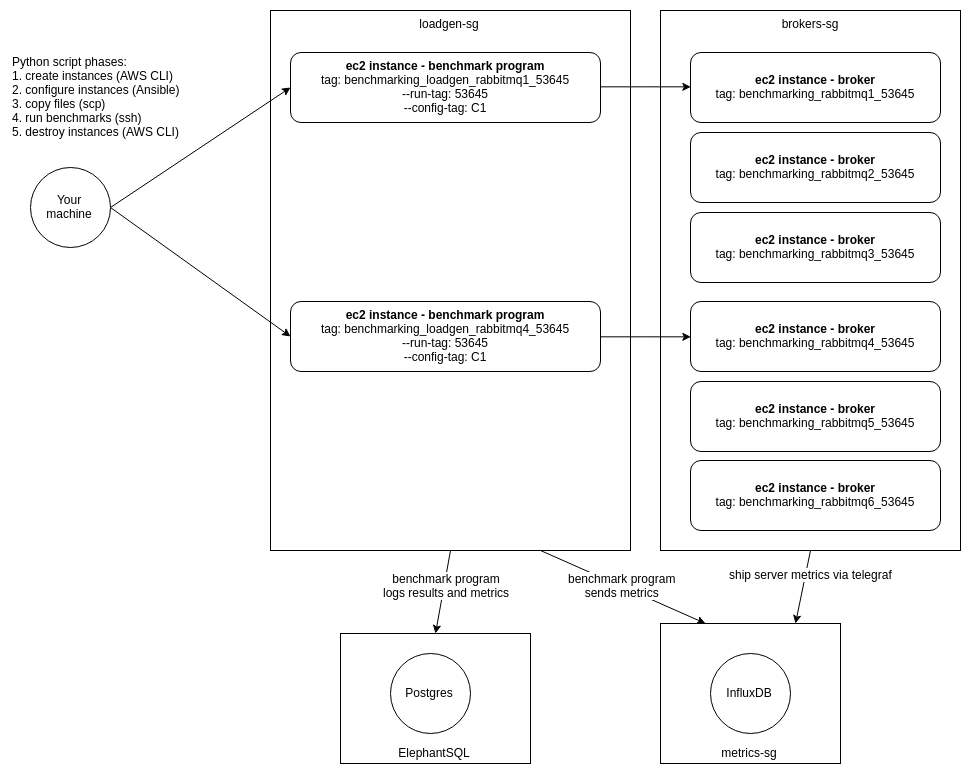 loadgen-sg
brokers-sg
Python script phases:
1. create instances (AWS CLI)
2. configure instances (Ansible)
3. copy files (scp)
4. run benchmarks (ssh)
5. destroy instances (AWS CLI)
Your
machine
ec2 instance - benchmark program
tag: benchmarking_loadgen_rabbitmq1_53645
--run-tag: 53645
--config-tag: C1
ec2 instance - broker
tag: benchmarking_rabbitmq1_53645
ec2 instance - broker
tag: benchmarking_rabbitmq2_53645
ec2 instance - broker
tag: benchmarking_rabbitmq3_53645
ec2 instance - benchmark program
tag: benchmarking_loadgen_rabbitmq4_53645
--run-tag: 53645
--config-tag: C1
ec2 instance - broker
tag: benchmarking_rabbitmq4_53645
ec2 instance - broker
tag: benchmarking_rabbitmq5_53645
ec2 instance - broker
tag: benchmarking_rabbitmq6_53645
benchmark program
logs results and metrics
benchmark program
sends metrics
ship server metrics via telegraf
Postgres
ElephantSQL
InfluxDB
metrics-sg